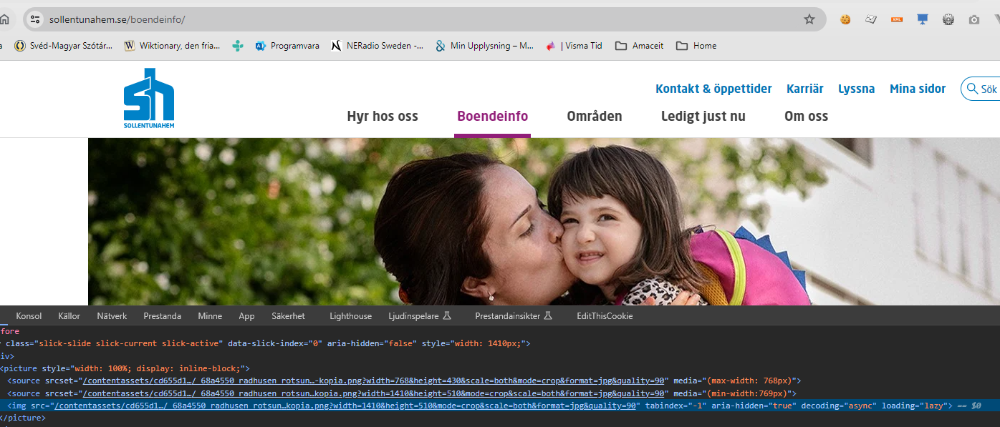 sollentunahem.se/boendeinfo/
a Svéd-Magyar Szótár... Wiktionary, den fria... Programvara NERadio Sweden -... Min Upplysning – M... | Visma Tid Amaceit Home
Kontakt & öppettider Karriär Lyssna Mina sidor Sök
SOLLENTUNAHEM
Hyr hos oss Boendeinfo Områden Ledigt just nu Om oss
Konsol Källor Nätverk Prestanda Minne App Säkerhet Lighthouse Ljudinspelare Prestandainsikter EditThisCookie
fore
class="slick-slide slick-current slick-active" data-slick-index="0" aria-hidden="false" style="width: 1410px;">
iv>
<picture style="width: 100%; display: inline-block;">
<source srcset="/contentassets/cd655d1…/_68a4550_radhusen_rotsun…-kopia.png?width=768&height=430&scale=both&mode=crop&format=jpg&quality=90" media="(max-width: 768px)">
<source srcset="/contentassets/cd655d1…/_68a4550_radhusen_rotsun…kopia.png?width=1410&height=510&mode=crop&scale=both&format=jpg&quality=90" media="(min-width:769px)">
<img src="/contentassets/cd655d1…/_68a4550_radhusen_rotsun…kopia.png?width=1410&height=510&mode=crop&scale=both&format=jpg&quality=90" tabindex="-1" aria-hidden="true" decoding="async" loading="lazy"> == $0
</picture>